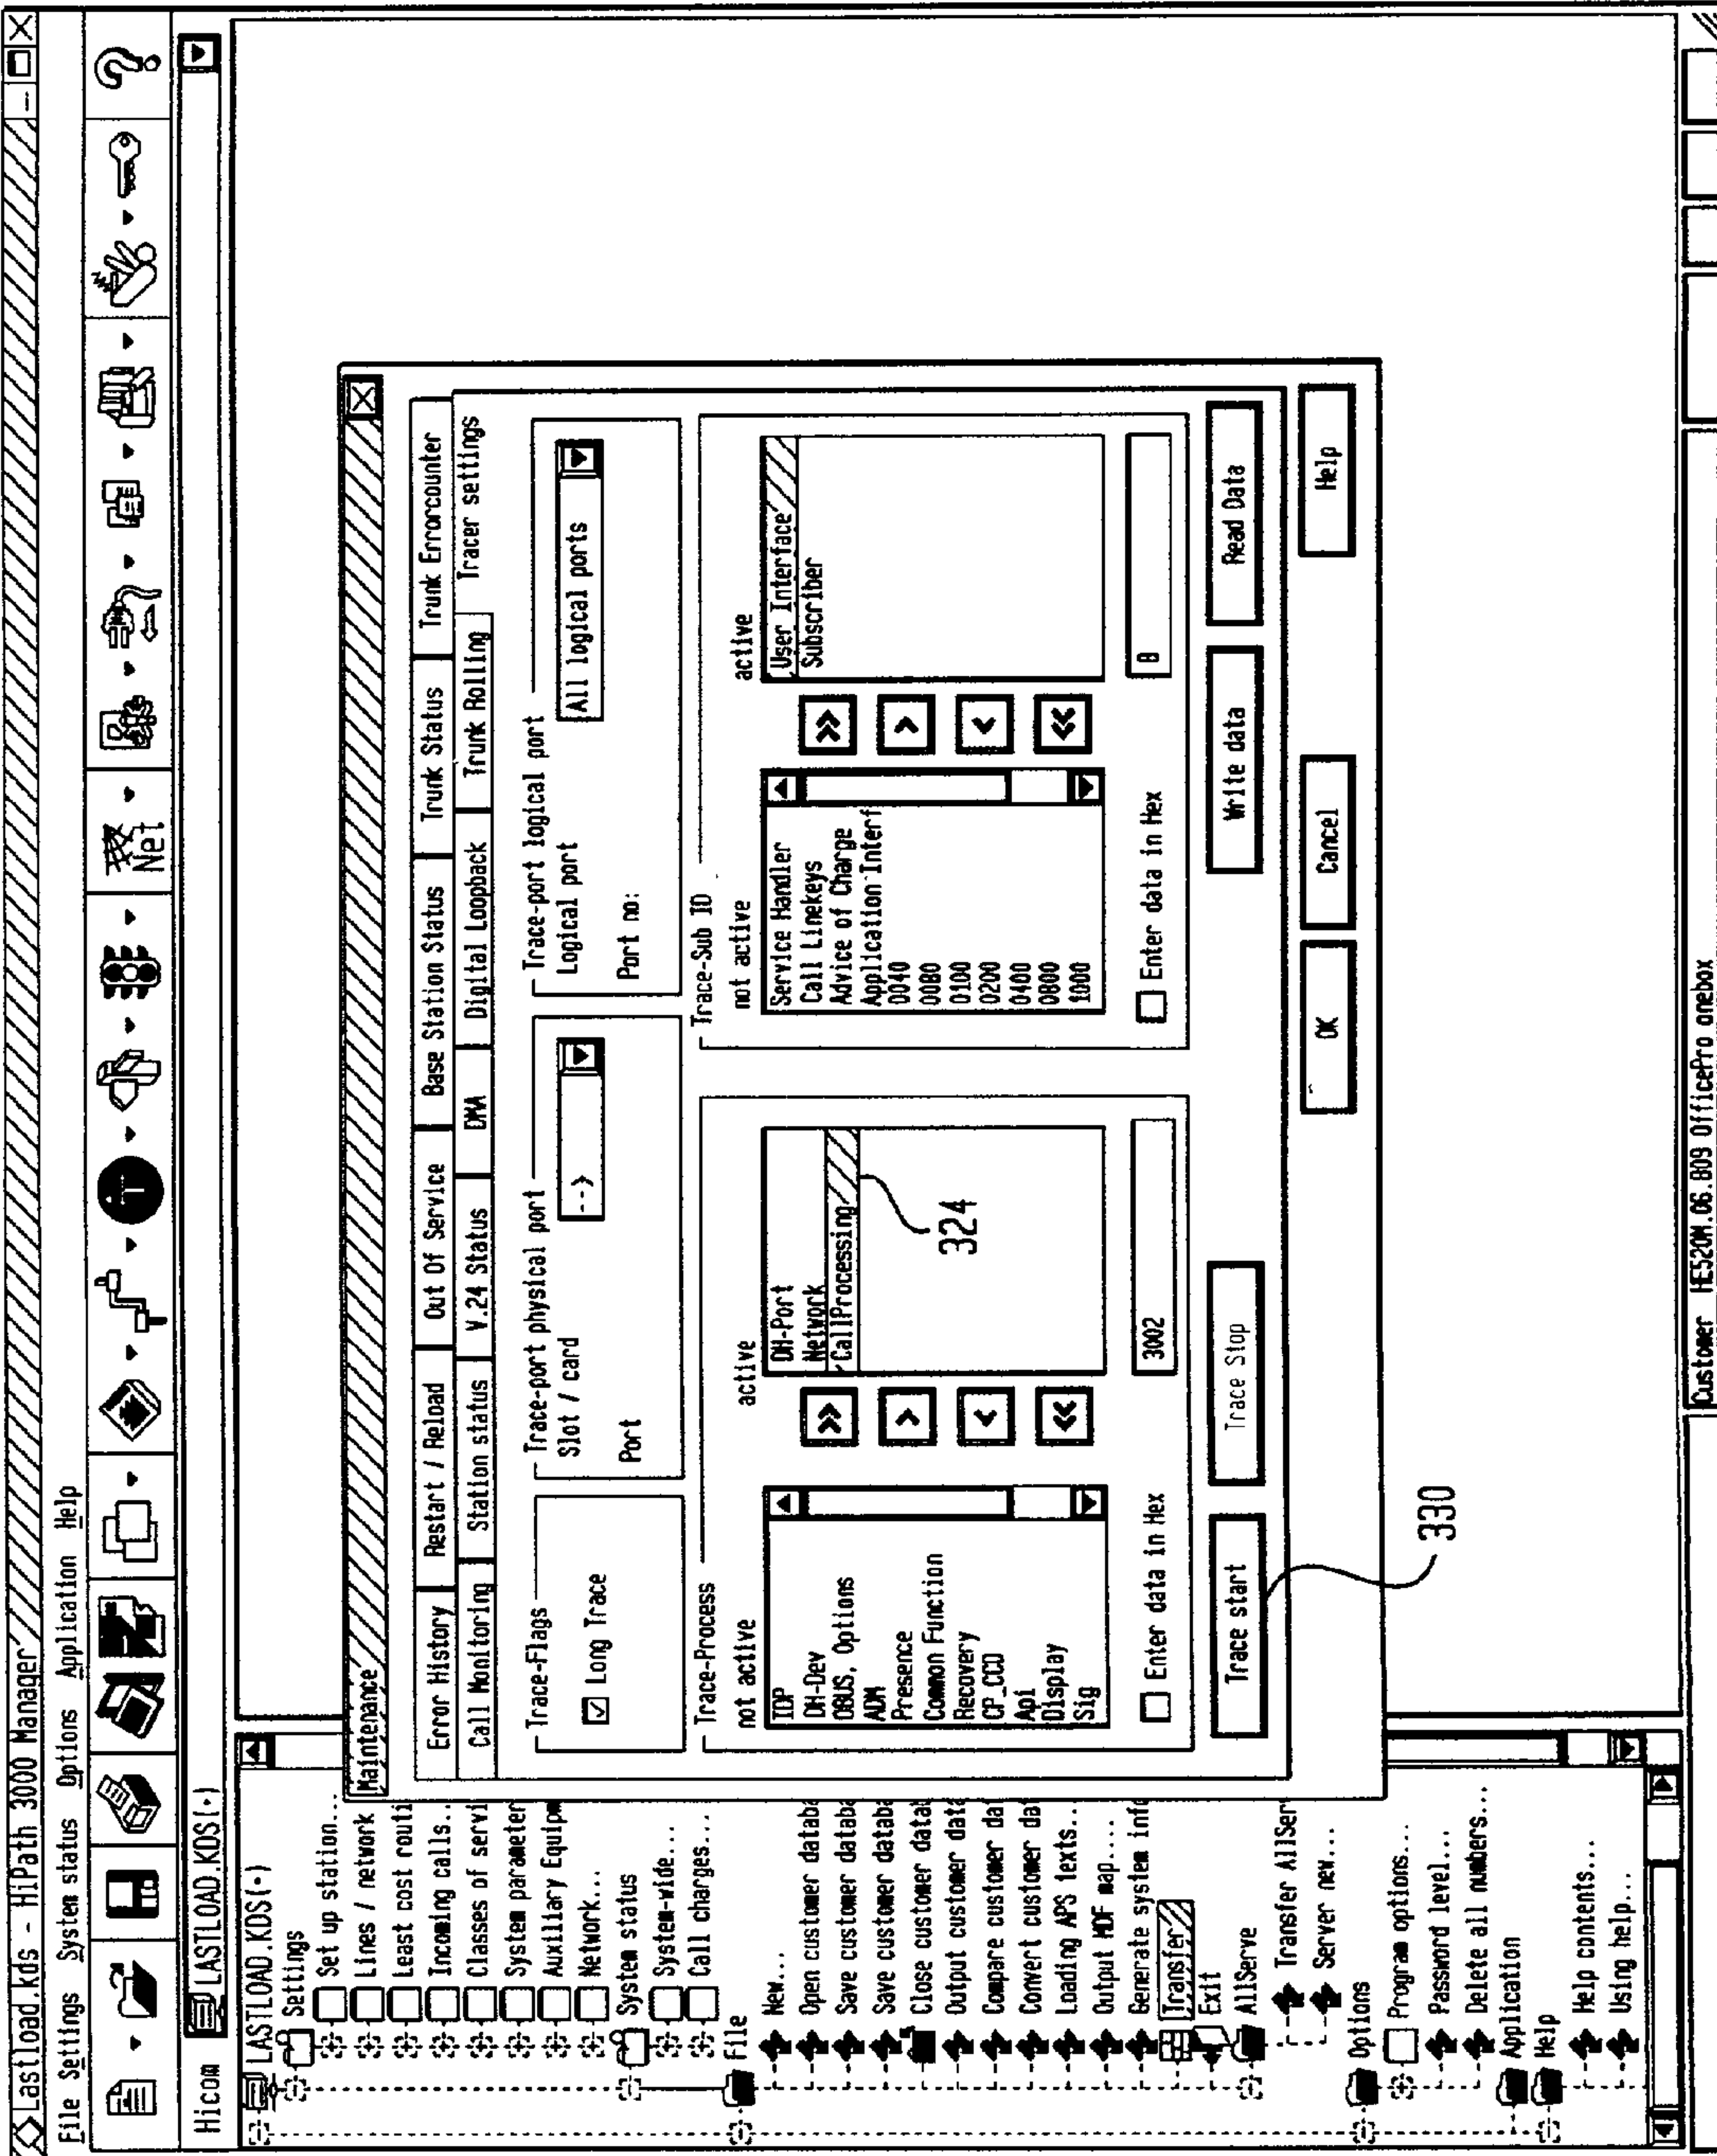 Lastload.kds - HiPath 3000 Manager
File Settings System status Options Application Help
Net
Hicom LASTLOAD.KDS(-)
LASTLOAD.KDS(-)
Settings
Set up station...
Lines / network
Least cost routi
Incoming calls..
Classes of servi
System parameter
Auxiliary Equipm
Network...
System status
System-wide...
Call charges...
File
New...
Open customer databa
Save customer databa
Save customer databa
Close customer datab
Output customer data
Compare customer dat
Convert customer dat
Loading APS texts...
Output MDF map...
Generate system info
Transfer
Exit
AllServe
Transfer AllSer
Server new...
Options
Program options...
Password level...
Delete all numbers...
Application
Help
Help contents...
Using help...
Maintenance
Error History Restart / Reload Out Of Service Base Station Status Trunk Status Trunk Errorcounter
Call Monitoring Station status V.24 Status DMA Digital Loopback Trunk Rolling Tracer settings
Trace-Flags
Long Trace
Trace-port physical port
Slot / card
-->
Port
Trace-port logical port
Logical port
All logical ports
Port no:
Trace-Process
not active
active
TDP
DH-Dev
OBUS, Options
ADM
Presence
Common Function
Recovery
CP_CCD
Api
Display
Sig
>>
>
<
<<
DH-Port
Network
CallProcessing
324
Enter data in Hex
3002
Trace-Sub ID
not active
active
Service Handler
Call Linekeys
Advice of Charge
Application Interf
0040
0080
0100
0200
0400
0800
1000
>>
>
<
<<
User Interface
Subscriber
Enter data in Hex
B
Trace start Trace Stop Write data Read Data
330
OK Cancel Help
Customer HE520M.06.809 OfficePro onebox